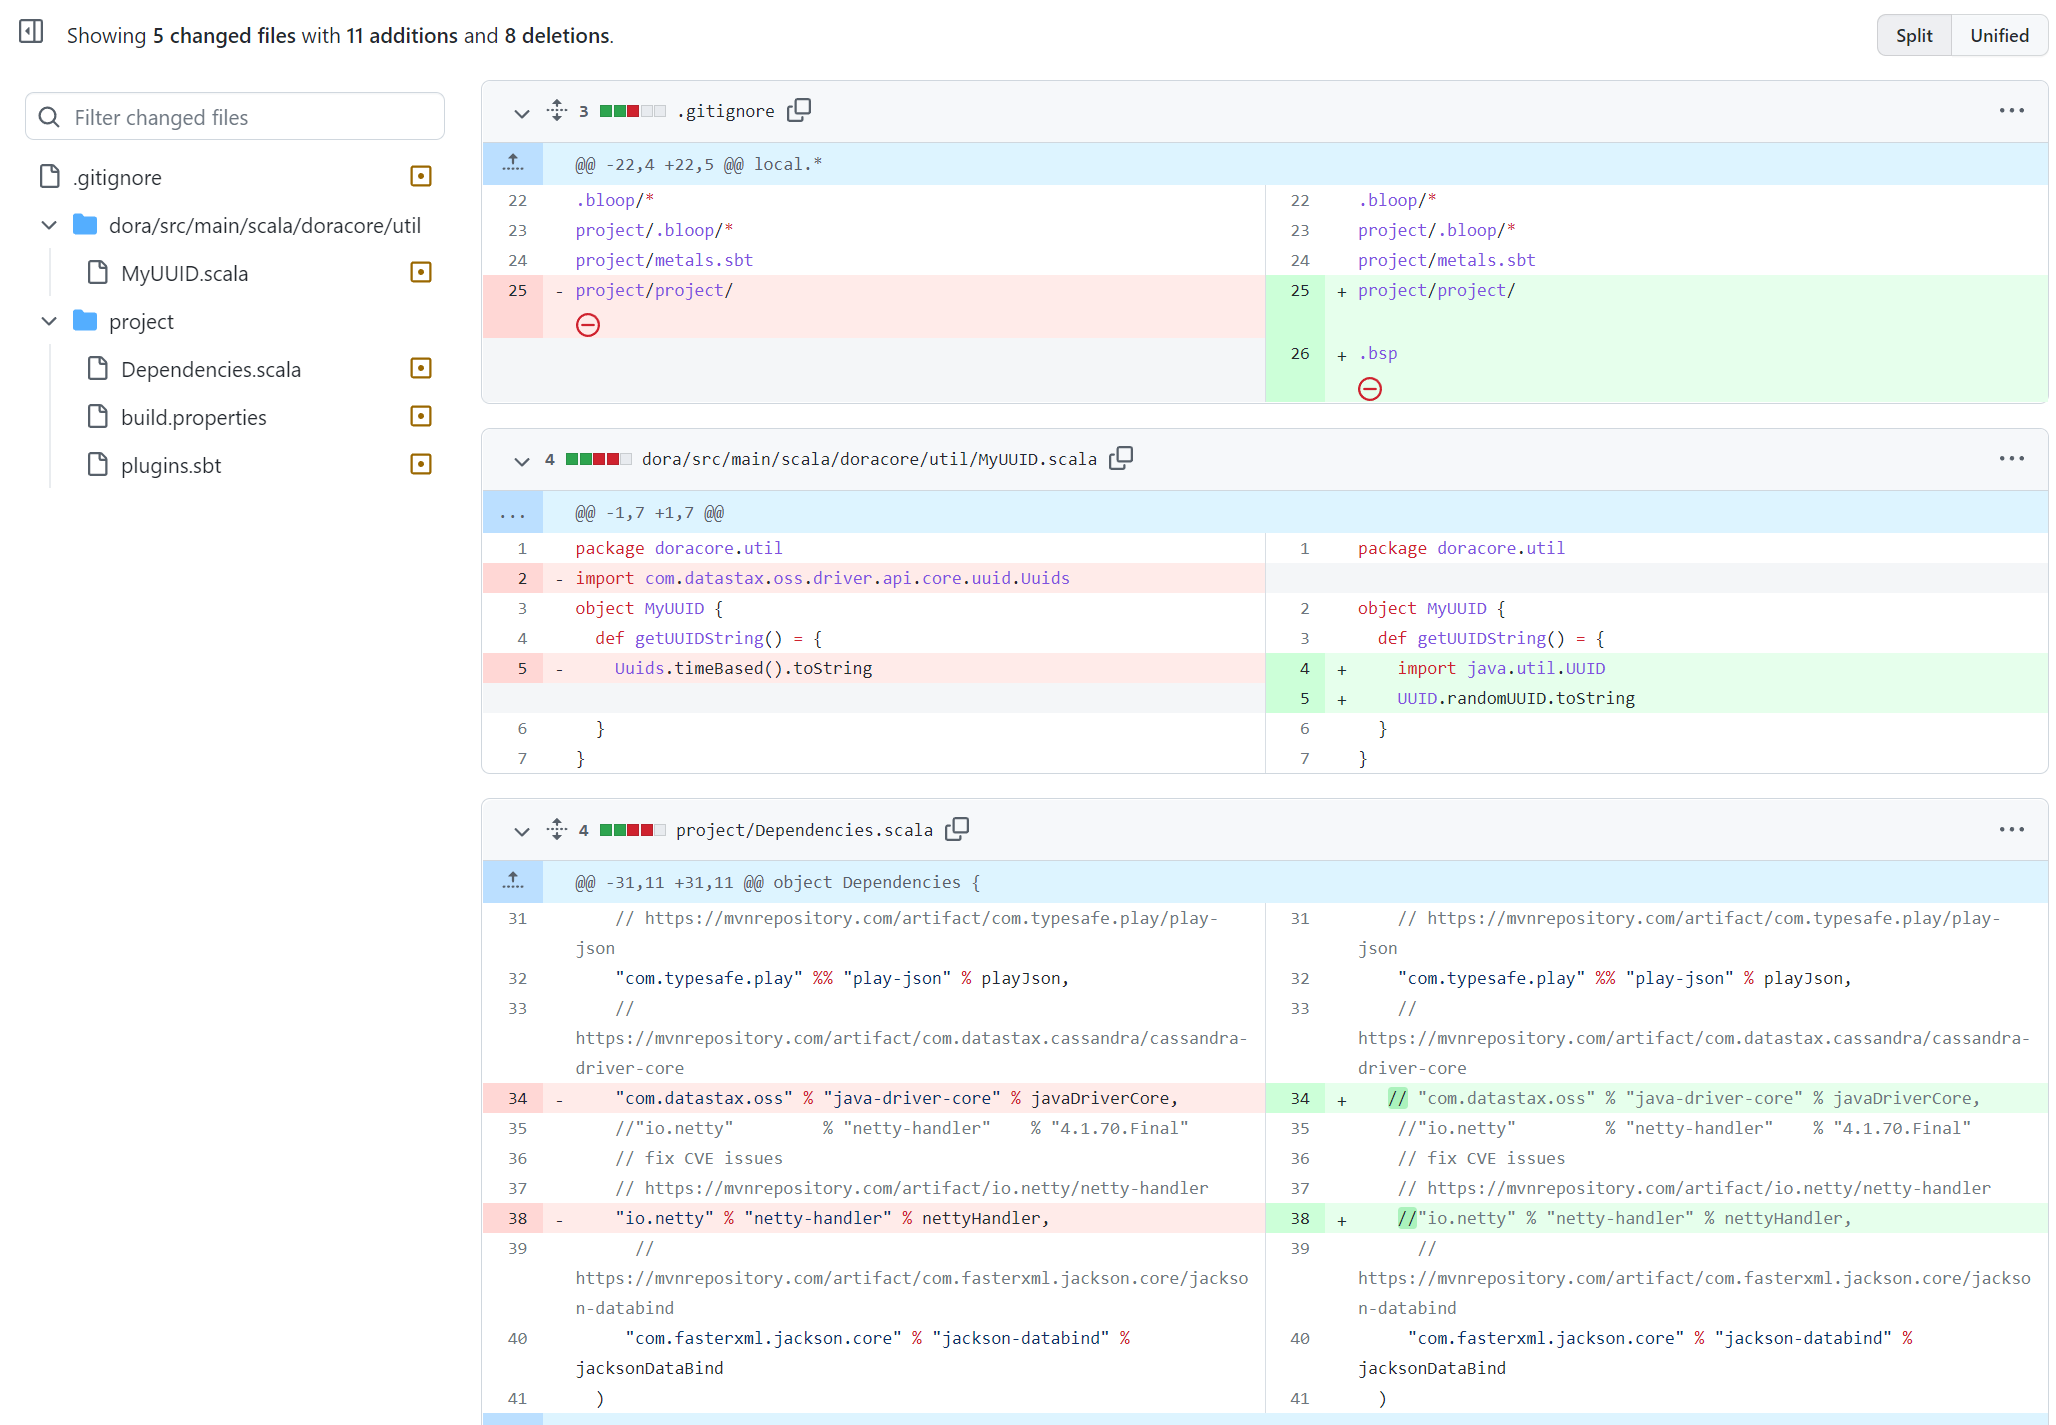 Showing 5 changed files with 11 additions and 8 deletions.
Split
Unified
Filter changed files
.gitignore
dora/src/main/scala/doracore/util
MyUUID.scala
project
Dependencies.scala
build.properties
plugins.sbt
3 .gitignore
@@ -22,4 +22,5 @@ local.*
22 .bloop/* 22 .bloop/*
23 project/.bloop/* 23 project/.bloop/*
24 project/metals.sbt 24 project/metals.sbt
25 - project/project/ 25 + project/project/
26 + .bsp
4 dora/src/main/scala/doracore/util/MyUUID.scala
... @@ -1,7 +1,7 @@
1 package doracore.util 1 package doracore.util
2 - import com.datastax.oss.driver.api.core.uuid.Uuids
3 object MyUUID { 2 object MyUUID {
4 def getUUIDString() = { 3 def getUUIDString() = {
5 - Uuids.timeBased().toString 4 + import java.util.UUID
5 + UUID.randomUUID.toString
6 } 6 }
7 } 7 }
4 project/Dependencies.scala
@@ -31,11 +31,11 @@ object Dependencies {
31 // https://mvnrepository.com/artifact/com.typesafe.play/play- 31 // https://mvnrepository.com/artifact/com.typesafe.play/play-
json json
32 "com.typesafe.play" %% "play-json" % playJson, 32 "com.typesafe.play" %% "play-json" % playJson,
33 // 33 //
https://mvnrepository.com/artifact/com.datastax.cassandra/cassandra- https://mvnrepository.com/artifact/com.datastax.cassandra/cassandra-
driver-core driver-core
34 - "com.datastax.oss" % "java-driver-core" % javaDriverCore, 34 + // "com.datastax.oss" % "java-driver-core" % javaDriverCore,
35 //"io.netty" % "netty-handler" % "4.1.70.Final" 35 //"io.netty" % "netty-handler" % "4.1.70.Final"
36 // fix CVE issues 36 // fix CVE issues
37 // https://mvnrepository.com/artifact/io.netty/netty-handler 37 // https://mvnrepository.com/artifact/io.netty/netty-handler
38 - "io.netty" % "netty-handler" % nettyHandler, 38 + //"io.netty" % "netty-handler" % nettyHandler,
39 // 39 //
https://mvnrepository.com/artifact/com.fasterxml.jackson.core/jackso https://mvnrepository.com/artifact/com.fasterxml.jackson.core/jackso
n-databind n-databind
40 "com.fasterxml.jackson.core" % "jackson-databind" % 40 "com.fasterxml.jackson.core" % "jackson-databind" %
jacksonDataBind jacksonDataBind
41 ) 41 )